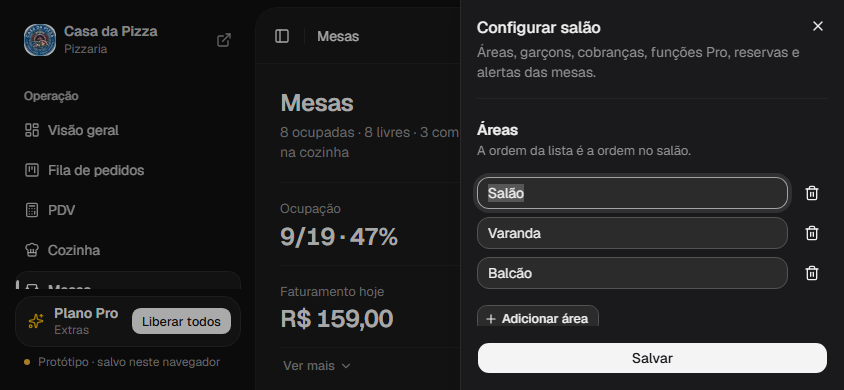 Casa da Pizza
Pizzaria
Operação
Visão geral
Fila de pedidos
PDV
Cozinha
Mesas
Plano Pro
Extras
Liberar todos
Protótipo · salvo neste navegador
Mesas
Mesas
8 ocupadas · 8 livres · 3 com
na cozinha
Ocupação
9/19 · 47%
Faturamento hoje
R$ 159,00
Ver mais
Configurar salão
Áreas, garçons, cobranças, funções Pro, reservas e
alertas das mesas.
Áreas
A ordem da lista é a ordem no salão.
Salão
Varanda
Balcão
+ Adicionar área
Salvar